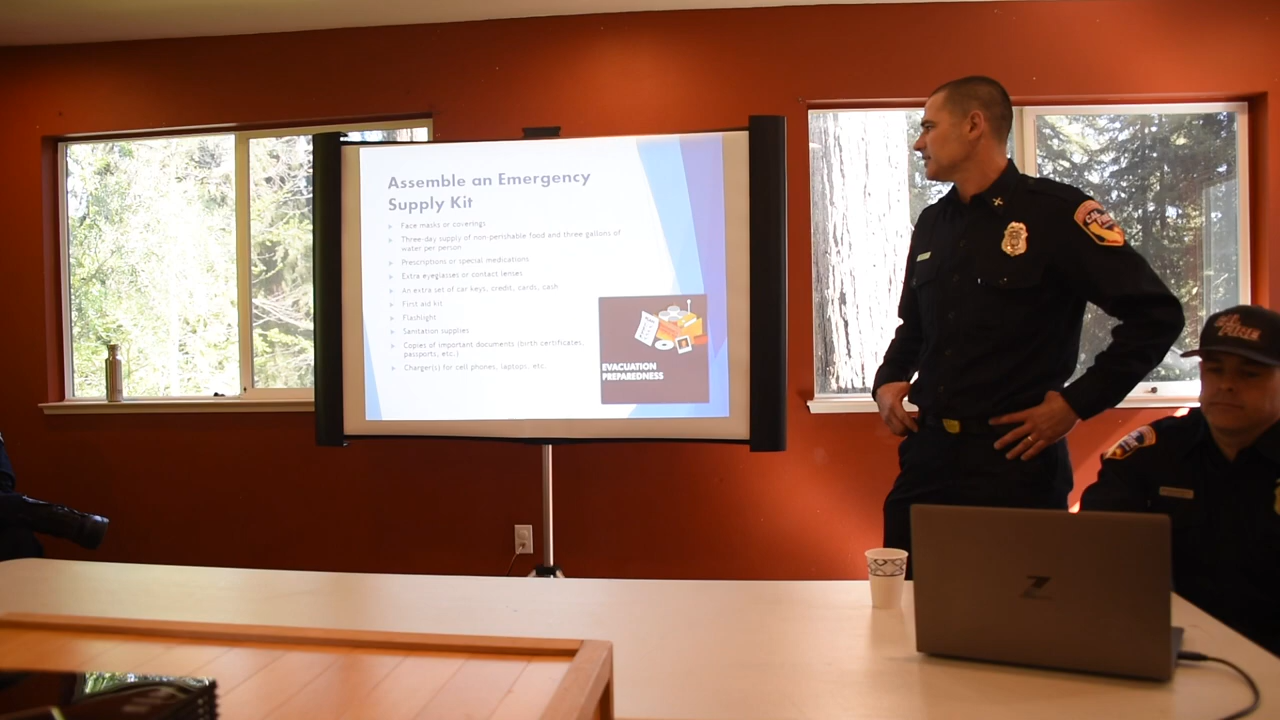 Assemble an Emergency
Supply Kit
Face masks or coverings
Three-day supply of non-perishable food and three gallons of
water per person
Prescriptions or special medications
Extra eyeglasses or contact lenses
An extra set of car keys, credit, cards, cash
First aid kit
Flashlight
Sanitation supplies
Copies of important documents (birth certificates,
passports, etc.)
Charger(s) for cell phones, laptops, etc.
EVACUATION
PREPAREDNESS
CAL
FIRE
CAL
Z